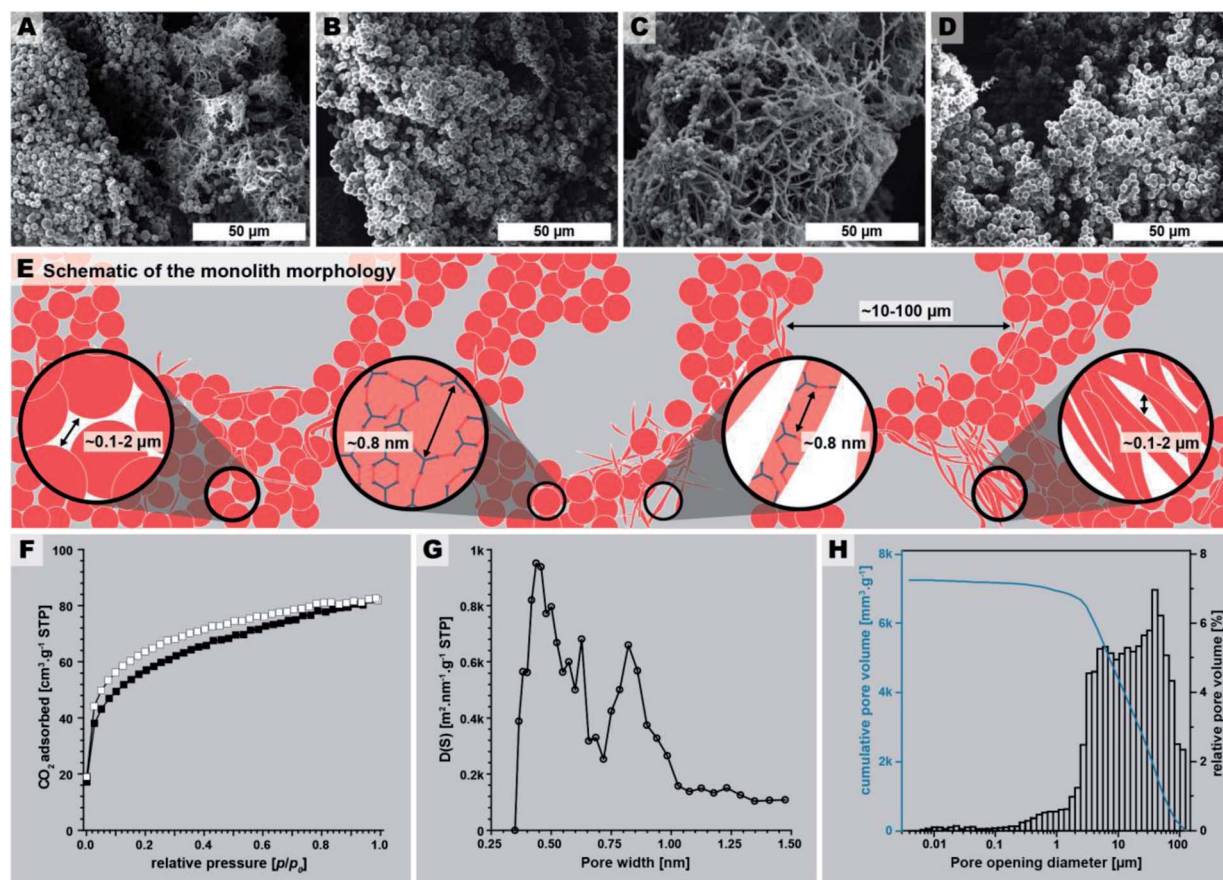 A
B
C
D
50 µm
50 µm
50 µm
50 µm
E Schematic of the monolith morphology
~10-100 µm
~0.1-2 µm
~0.8 nm
~0.8 nm
~0.1-2 µm
F
100
80
60
40
20
0
CO2 adsorbed [cm³.g⁻¹ STP]
0.0 0.2 0.4 0.6 0.8 1.0
relative pressure [p/p0]
G
1k
0.8k
0.6k
0.4k
0.2k
0
D(S) [m².nm⁻¹.g⁻¹ STP]
0.25 0.50 0.75 1.00 1.25 1.50
Pore width [nm]
H
8k
6k
4k
2k
0
cumulative pore volume [mm³.g⁻¹]
8
6
4
2
0
relative pore volume [%]
0.01 0.1 1 10 100
Pore opening diameter [µm]